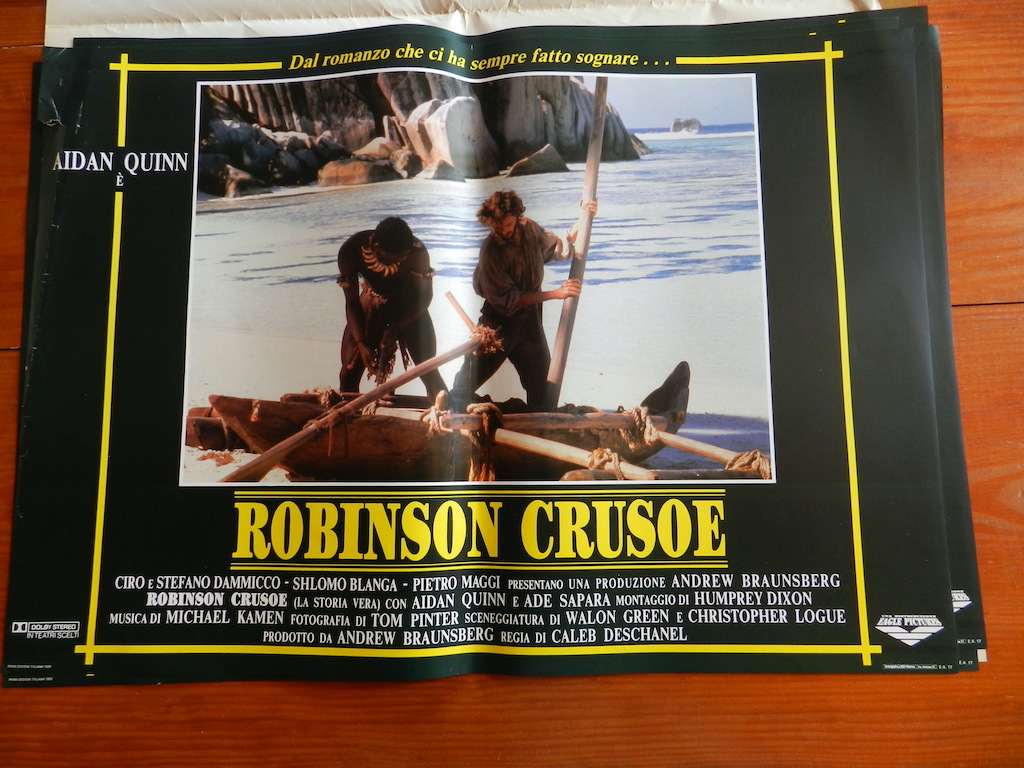 Dal romanzo che ci ha sempre fatto sognare . . .
AIDAN QUINN
È
ROBINSON CRUSOE
CIRO E STEFANO DAMMICCO - SHLOMO BLANGA - PIETRO MAGGI PRESENTANO UNA PRODUZIONE ANDREW BRAUNSBERG
ROBINSON CRUSOE (LA STORIA VERA) CON AIDAN QUINN E ADE SAPARA MONTAGGIO DI HUMPREY DIXON
MUSICA DI MICHAEL KAMEN FOTOGRAFIA DI TOM PINTER SCENEGGIATURA DI WALON GREEN E CHRISTOPHER LOGUE
PRODOTTO DA ANDREW BRAUNSBERG REGIA DI CALEB DESCHANEL
DOLBY STEREO
IN TEATRI SCELTI
EAGLE PICTURES
E.A. 17
E.A. 17
E.A. 17